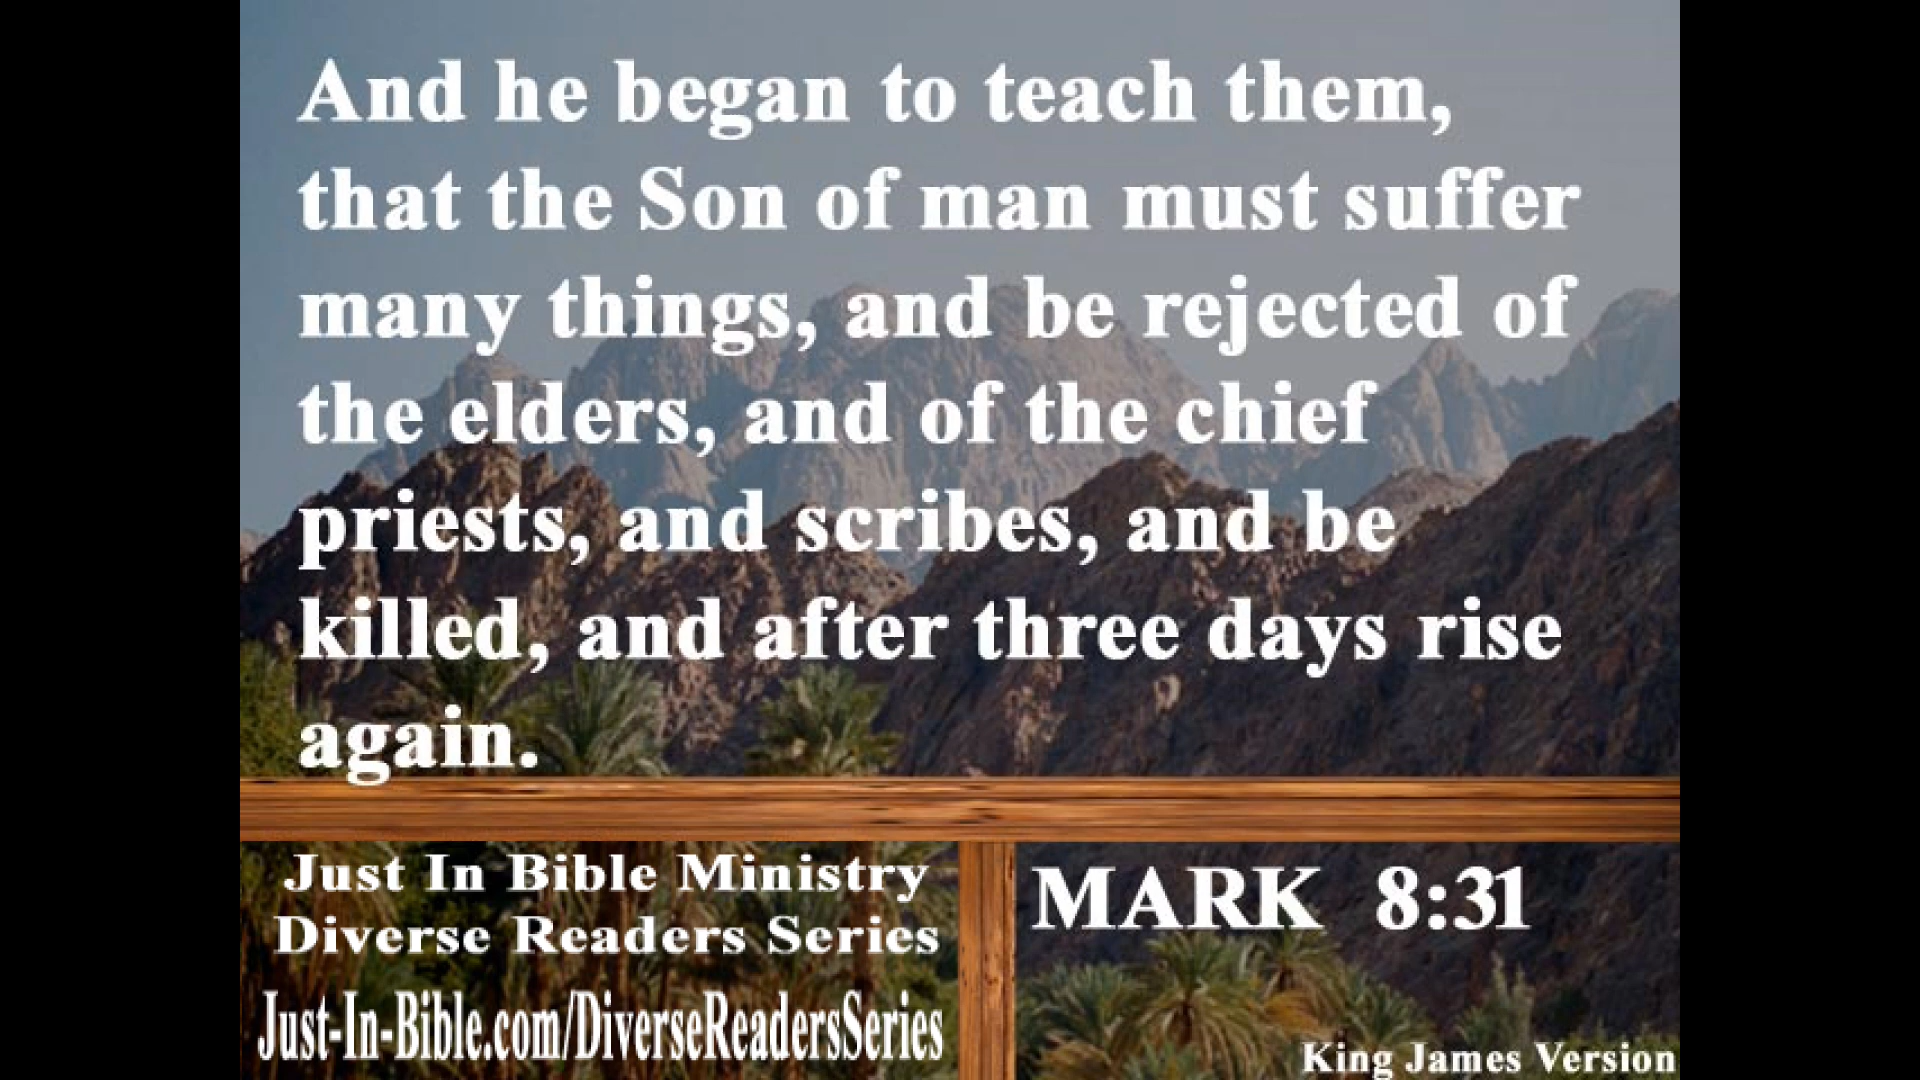 And he began to teach them,
that the Son of man must suffer
many things, and be rejected of
the elders, and of the chief
priests, and scribes, and be
killed, and after three days rise
again.
Just In Bible Ministry
Diverse Readers Series
Just-In-Bible.com/DiverseReadersSeries
MARK 8:31
King James Version